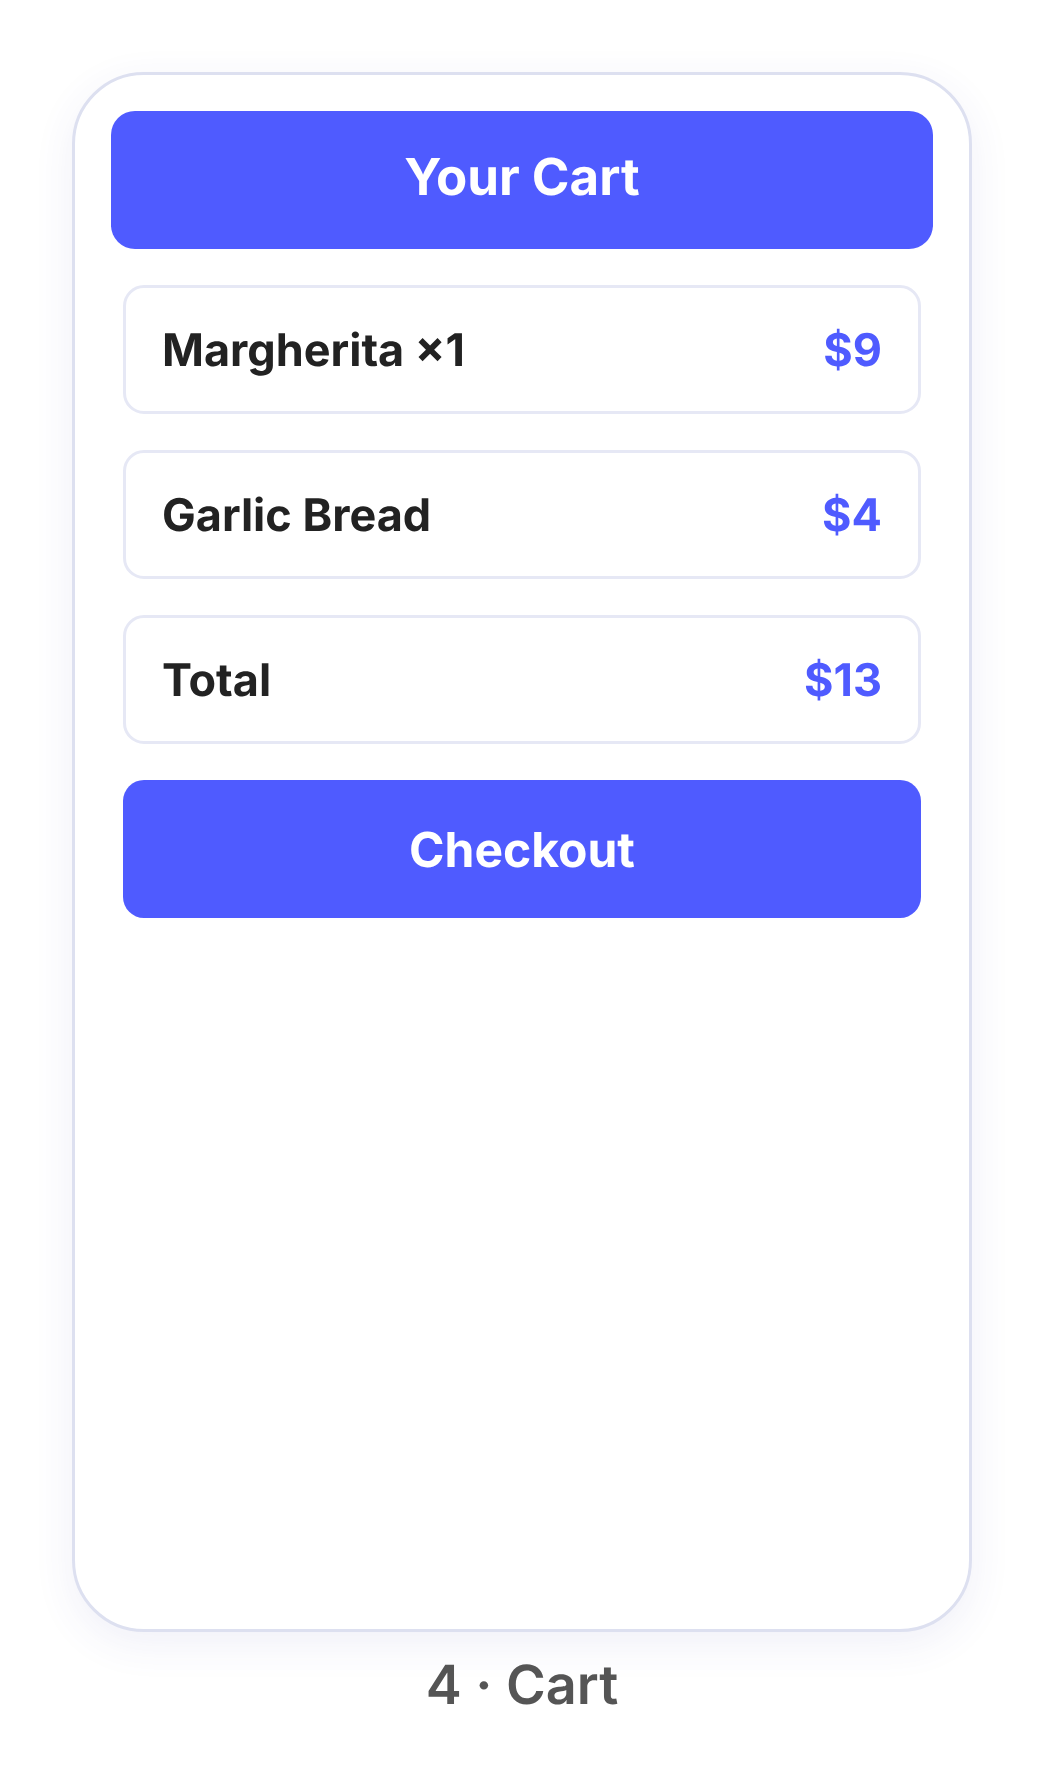 Your Cart
Margherita ×1 $9
Garlic Bread $4
Total $13
Checkout
4 · Cart